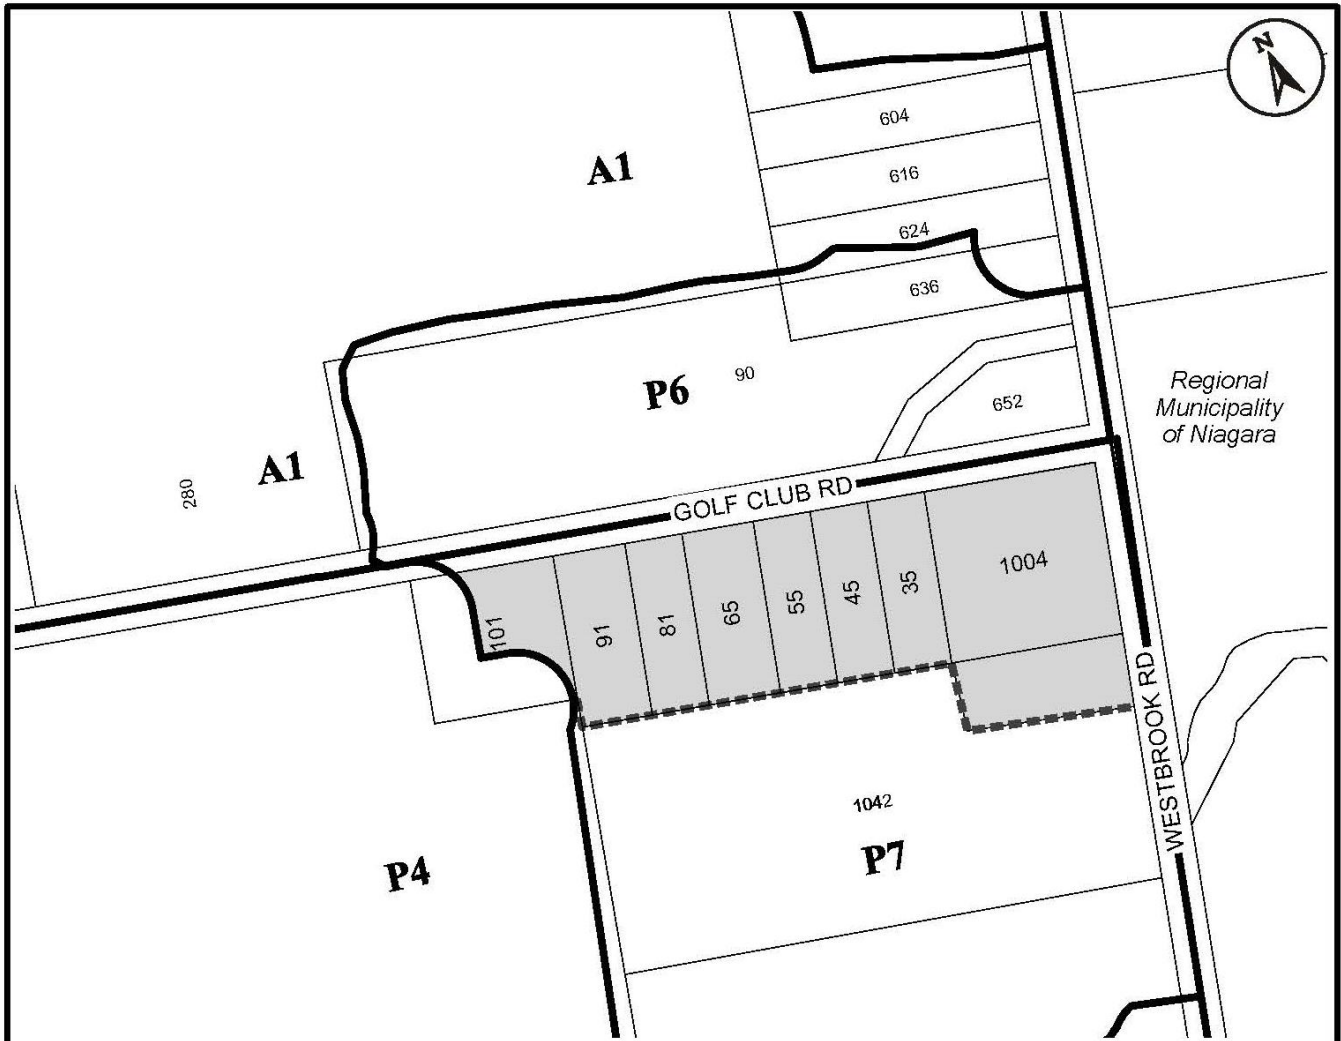 N
604
A1
616
624
636
P6
90
Regional
Municipality
of Niagara
652
A1
280
GOLF CLUB RD
1004
101
91
81
65
55
45
35
WESTBROOK RD
1042
P7
P4